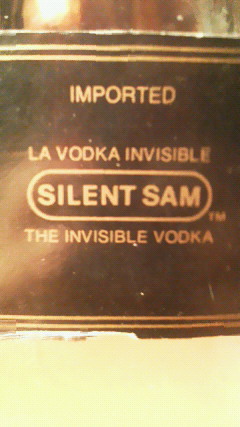 IMPORTED
LA VODKA INVISIBLE
SILENT SAM
TM
THE INVISIBLE VODKA